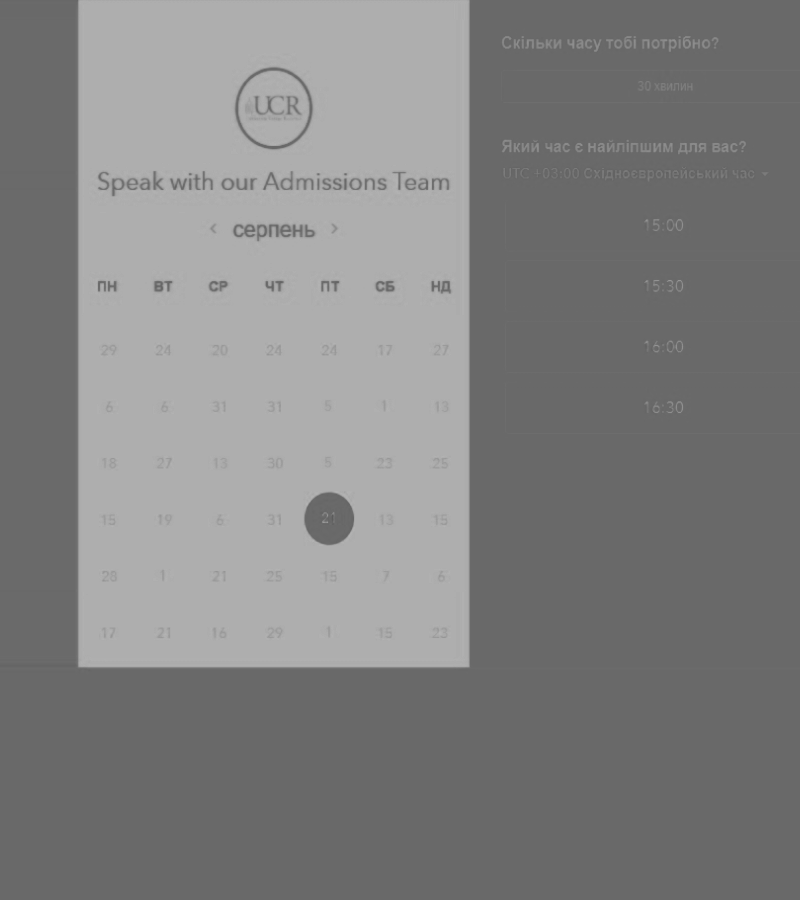 UCR
Speak with our Admissions Team
< серпень >
ПН ВТ СР ЧТ ПТ СБ НД
29 24 20 24 24 17 27
6 6 31 31 5 1 13
18 27 13 30 5 23 25
15 19 6 31 21 13 15
28 1 21 25 15 7 6
17 21 16 29 1 15 23
Скільки часу тобі потрібно?
30 хвилин
Який час є найліпшим для вас?
UTC +03:00 Східноєвропейський час
15:00
15:30
16:00
16:30